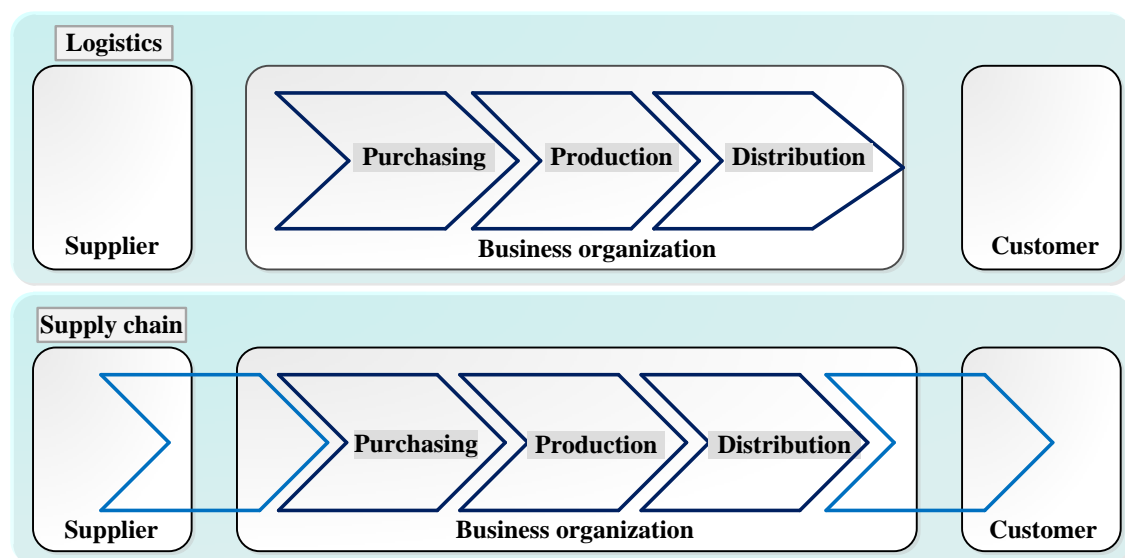 Logistics
Purchasing
Production
Distribution
Supplier
Business organization
Customer
Supply chain
Purchasing
Production
Distribution
Supplier
Business organization
Customer